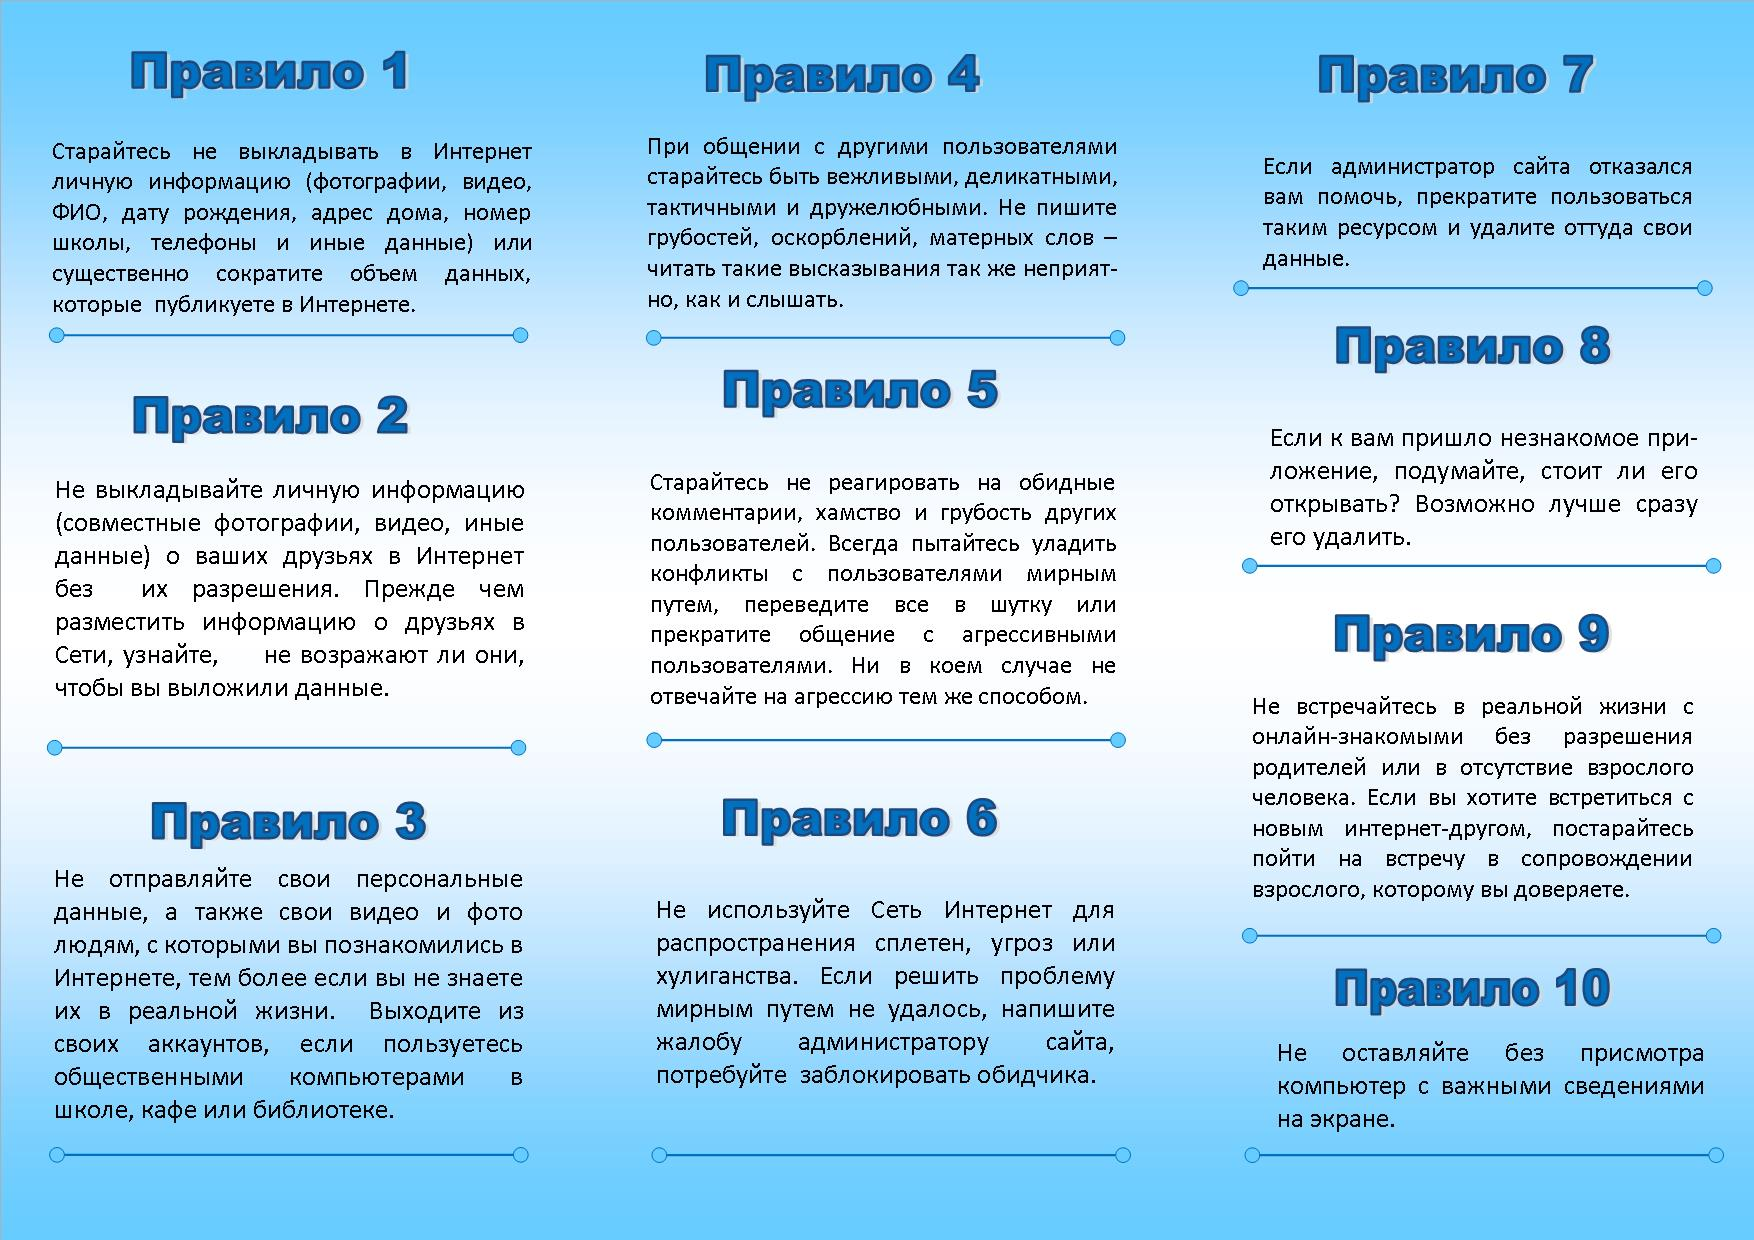 Правило 1
Старайтесь не выкладывать в Интернет
личную информацию (фотографии, видео,
ФИО, дату рождения, адрес дома, номер
школы, телефоны и иные данные) или
существенно сократите объем данных,
которые публикуете в Интернете.
Правило 2
Не выкладывайте личную информацию
(совместные фотографии, видео, иные
данные) о ваших друзьях в Интернет
без их разрешения. Прежде чем
разместить информацию о друзьях в
Сети, узнайте, не возражают ли они,
чтобы вы выложили данные.
Правило 3
Не отправляйте свои персональные
данные, а также свои видео и фото
людям, с которыми вы познакомились в
Интернете, тем более если вы не знаете
их в реальной жизни. Выходите из
своих аккаунтов, если пользуетесь
общественными компьютерами в
школе, кафе или библиотеке.
Правило 4
При общении с другими пользователями
старайтесь быть вежливыми, деликатными,
тактичными и дружелюбными. Не пишите
грубостей, оскорблений, матерных слов –
читать такие высказывания так же неприят-
но, как и слышать.
Правило 5
Старайтесь не реагировать на обидные
комментарии, хамство и грубость других
пользователей. Всегда пытайтесь уладить
конфликты с пользователями мирным
путем, переведите все в шутку или
прекратите общение с агрессивными
пользователями. Ни в коем случае не
отвечайте на агрессию тем же способом.
Правило 6
Не используйте Сеть Интернет для
распространения сплетен, угроз или
хулиганства. Если решить проблему
мирным путем не удалось, напишите
жалобу администратору сайта,
потребуйте заблокировать обидчика.
Правило 7
Если администратор сайта отказался
вам помочь, прекратите пользоваться
таким ресурсом и удалите оттуда свои
данные.
Правило 8
Если к вам пришло незнакомое при-
ложение, подумайте, стоит ли его
открывать? Возможно лучше сразу
его удалить.
Правило 9
Не встречайтесь в реальной жизни с
онлайн-знакомыми без разрешения
родителей или в отсутствие взрослого
человека. Если вы хотите встретиться с
новым интернет-другом, постарайтесь
пойти на встречу в сопровождении
взрослого, которому вы доверяете.
Правило 10
Не оставляйте без присмотра
компьютер с важными сведениями
на экране.